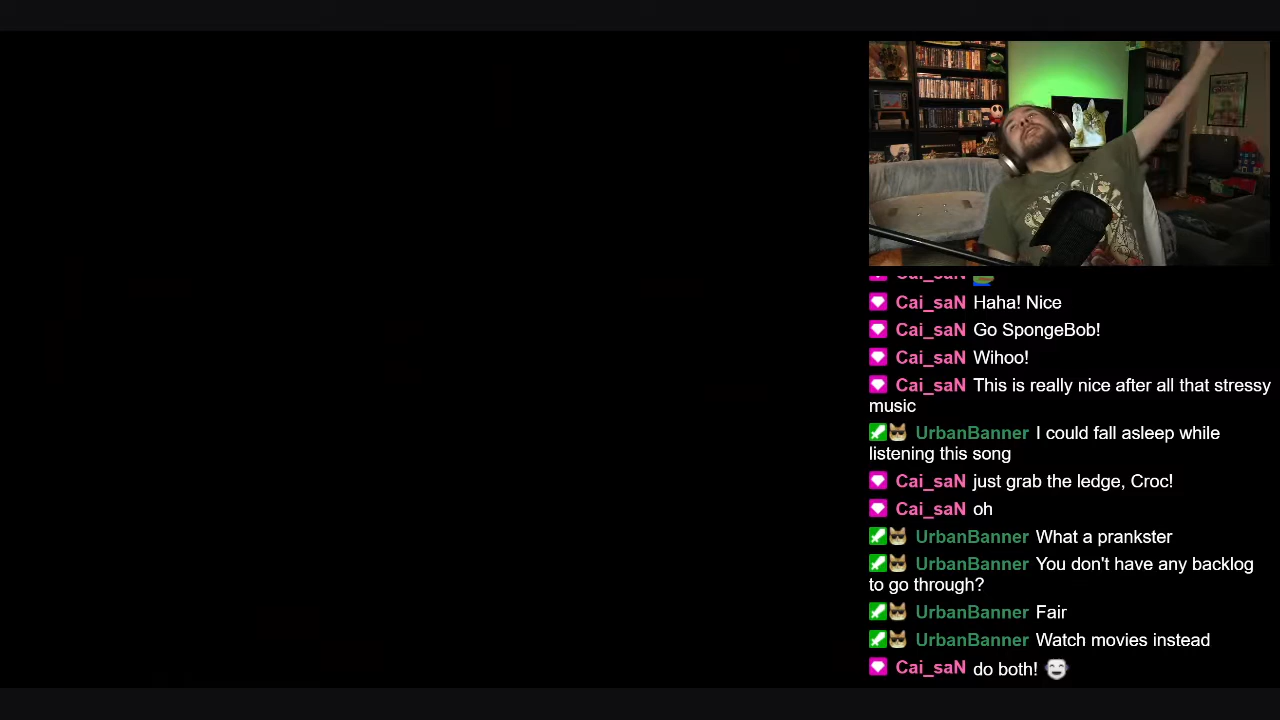 Cai_saN
Cai_saN Haha! Nice
Cai_saN Go SpongeBob!
Cai_saN Wihoo!
Cai_saN This is really nice after all that stressy
music
UrbanBanner I could fall asleep while
listening this song
Cai_saN just grab the ledge, Croc!
Cai_saN oh
UrbanBanner What a prankster
UrbanBanner You don't have any backlog
to go through?
UrbanBanner Fair
UrbanBanner Watch movies instead
Cai_saN do both!